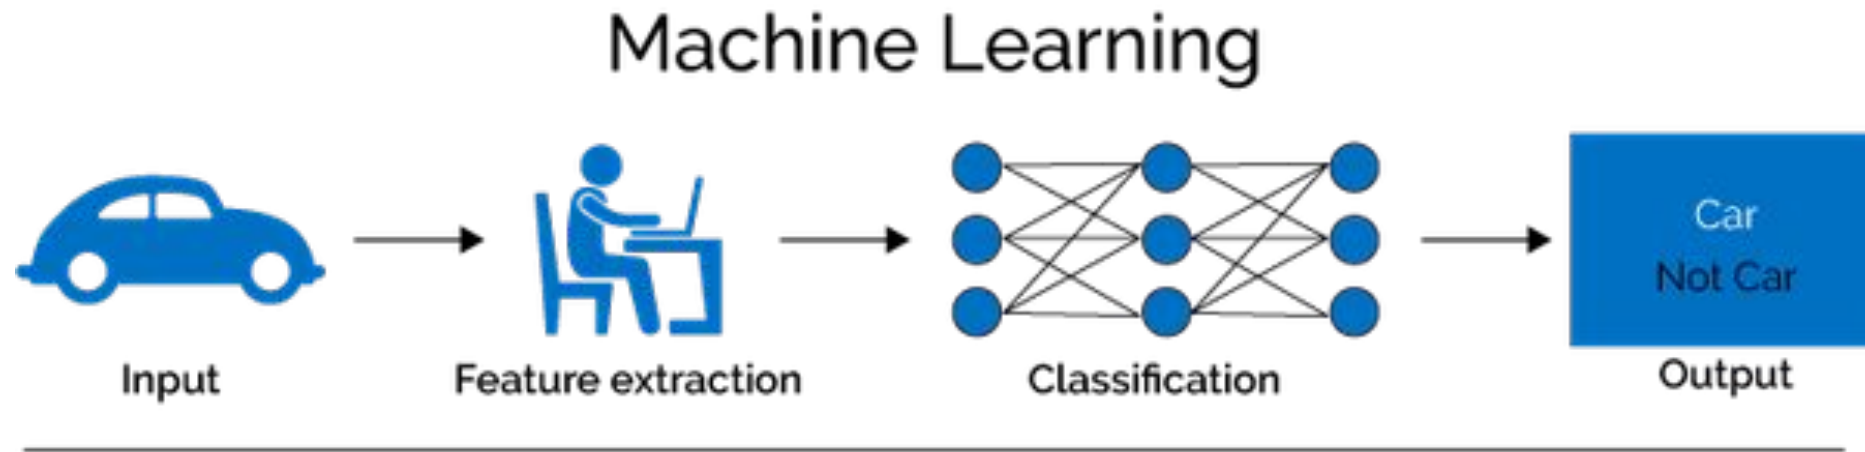 Machine Learning
Car
Not Car
Input
Feature extraction
Classification
Output